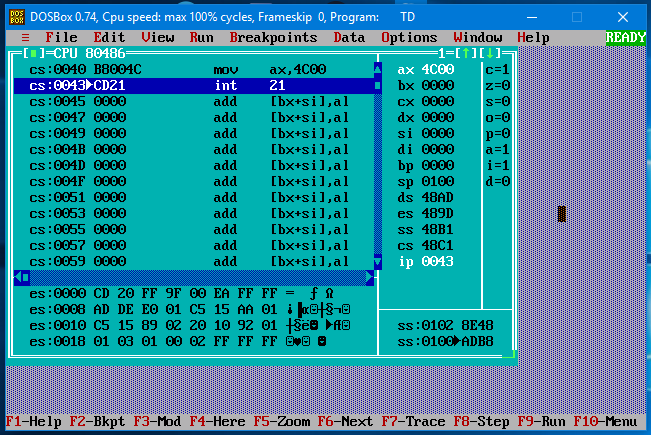 DOSBox 0.74, Cpu speed: max 100% cycles, Frameskip 0, Program: TD
≡ File Edit View Run Breakpoints Data Options Window Help READY
[■]=CPU 80486 1=[↑][↓]
cs:0040 B8004C mov ax,4C00
cs:0043►CD21 int 21
cs:0045 0000 add [bx+si],al
cs:0047 0000 add [bx+si],al
cs:0049 0000 add [bx+si],al
cs:004B 0000 add [bx+si],al
cs:004D 0000 add [bx+si],al
cs:004F 0000 add [bx+si],al
cs:0051 0000 add [bx+si],al
cs:0053 0000 add [bx+si],al
cs:0055 0000 add [bx+si],al
cs:0057 0000 add [bx+si],al
cs:0059 0000 add [bx+si],al
ax 4C00 c=1
bx 0000 z=0
cx 0000 s=0
dx 0000 o=0
si 0000 p=0
di 0000 a=1
bp 0000 i=1
sp 0100 d=0
ds 48AD
es 489D
ss 48B1
cs 48C1
ip 0043
es:0000 CD 20 FF 9F 00 EA FF FF = ƒ Ω
es:0008 AD DE E0 01 C5 15 AA 01 ¡▐α☺┼§¬☺
es:0010 C5 15 89 02 20 10 92 01 ┼§ë☻ ►Æ☺
es:0018 01 03 01 00 02 FF FF FF ☺♥☺ ☻
ss:0102 8E48
ss:0100►ADB8
F1-Help F2-Bkpt F3-Mod F4-Here F5-Zoom F6-Next F7-Trace F8-Step F9-Run F10-Menu